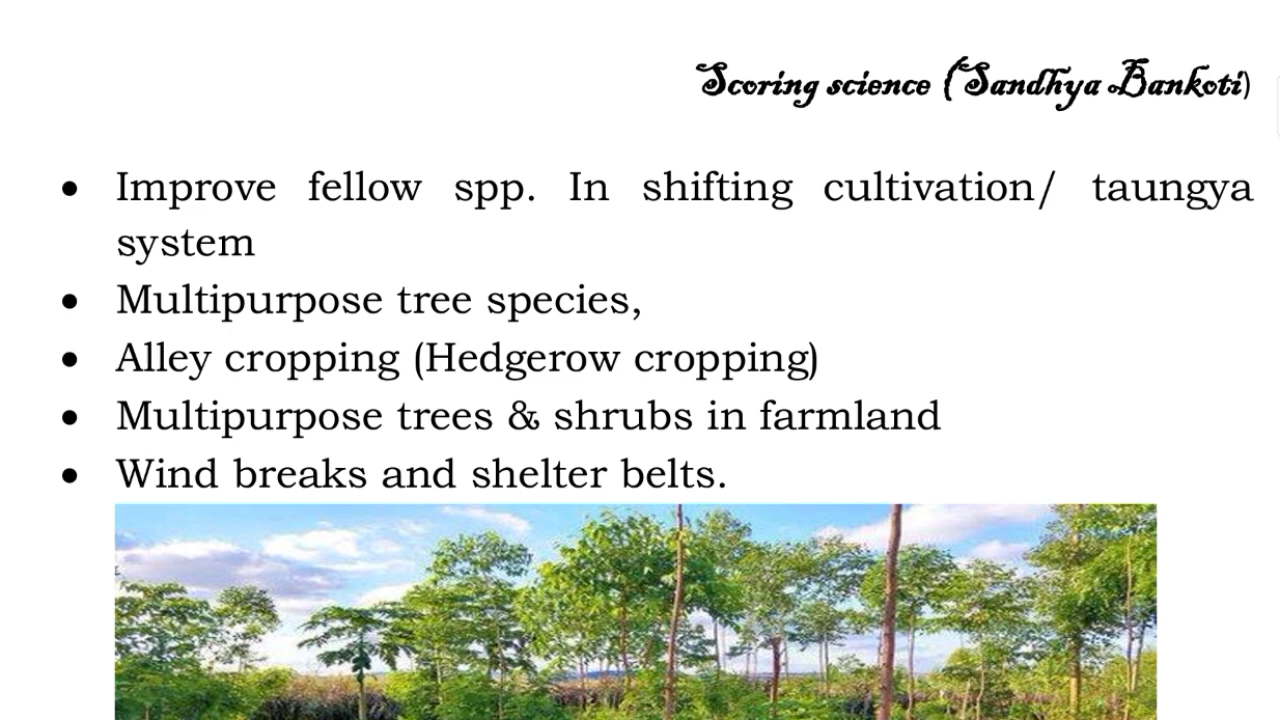 Scoring science (Sandhya Bankoti)
• Improve fellow spp. In shifting cultivation/ taungya
system
• Multipurpose tree species,
• Alley cropping (Hedgerow cropping)
• Multipurpose trees & shrubs in farmland
• Wind breaks and shelter belts.